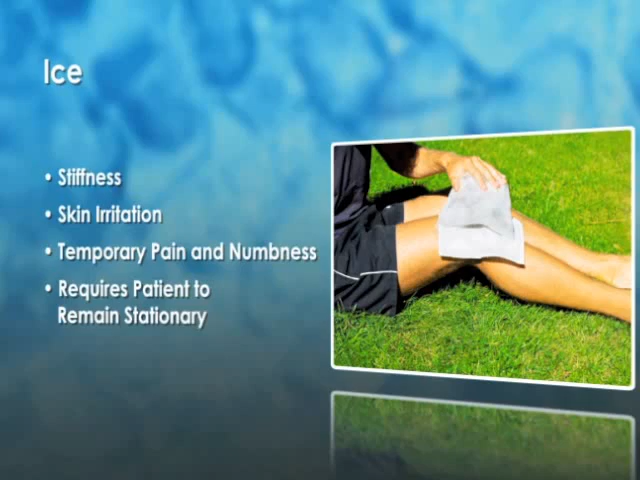 Ice
• Stiffness
• Skin Irritation
• Temporary Pain and Numbness
• Requires Patient to
Remain Stationary